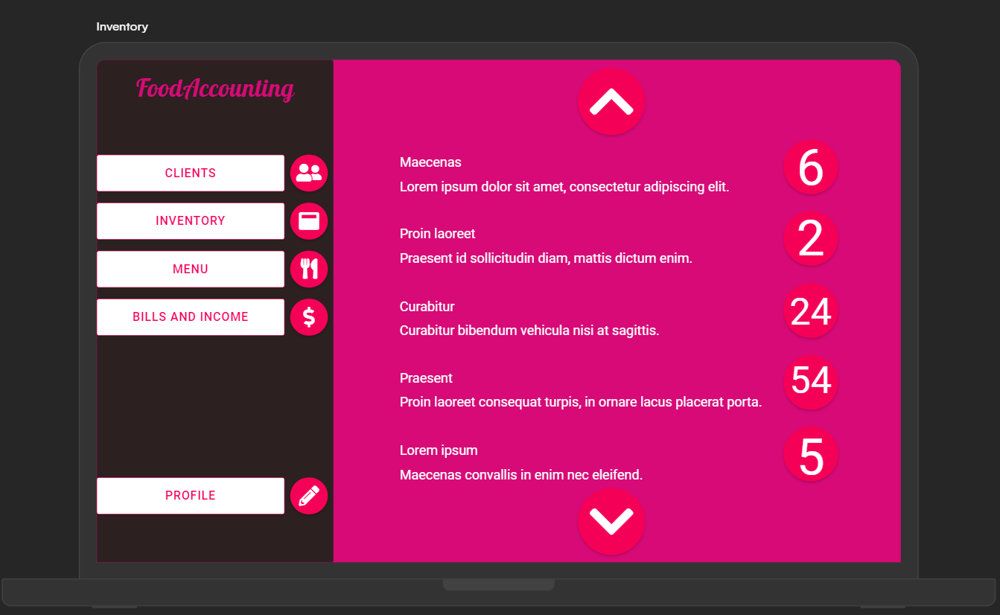 Inventory
FoodAccounting
CLIENTS
INVENTORY
MENU
BILLS AND INCOME
PROFILE
Maecenas
Lorem ipsum dolor sit amet, consectetur adipiscing elit.
6
Proin laoreet
Praesent id sollicitudin diam, mattis dictum enim.
2
Curabitur
Curabitur bibendum vehicula nisi at sagittis.
24
Praesent
Proin laoreet consequat turpis, in ornare lacus placerat porta.
54
Lorem ipsum
Maecenas convallis in enim nec eleifend.
5